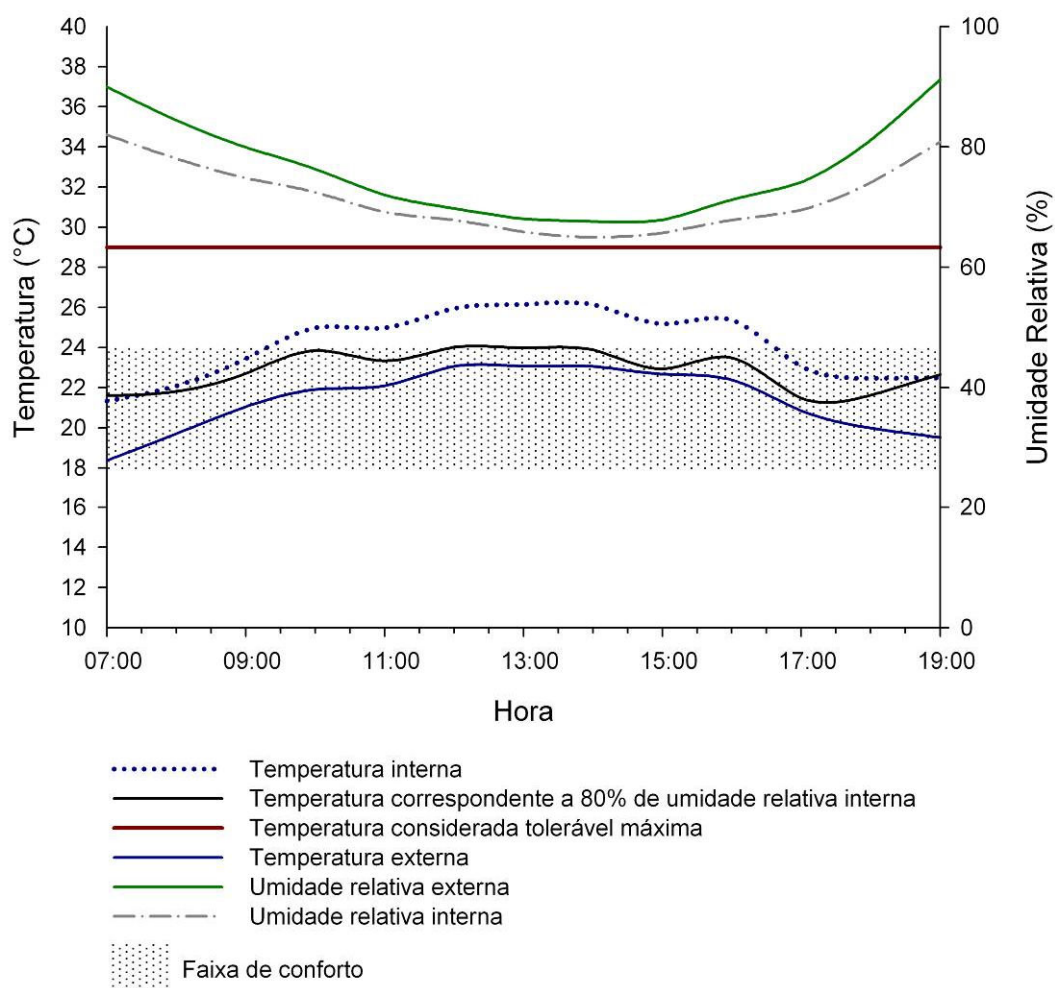 40
38
36
34
32
30
28
26
24
22
20
18
16
14
12
10
Temperatura (°C)
100
80
60
40
20
0
Umidade Relativa (%)
07:00 09:00 11:00 13:00 15:00 17:00 19:00
Hora
Temperatura interna
Temperatura correspondente a 80% de umidade relativa interna
Temperatura considerada tolerável máxima
Temperatura externa
Umidade relativa externa
Umidade relativa interna
Faixa de conforto